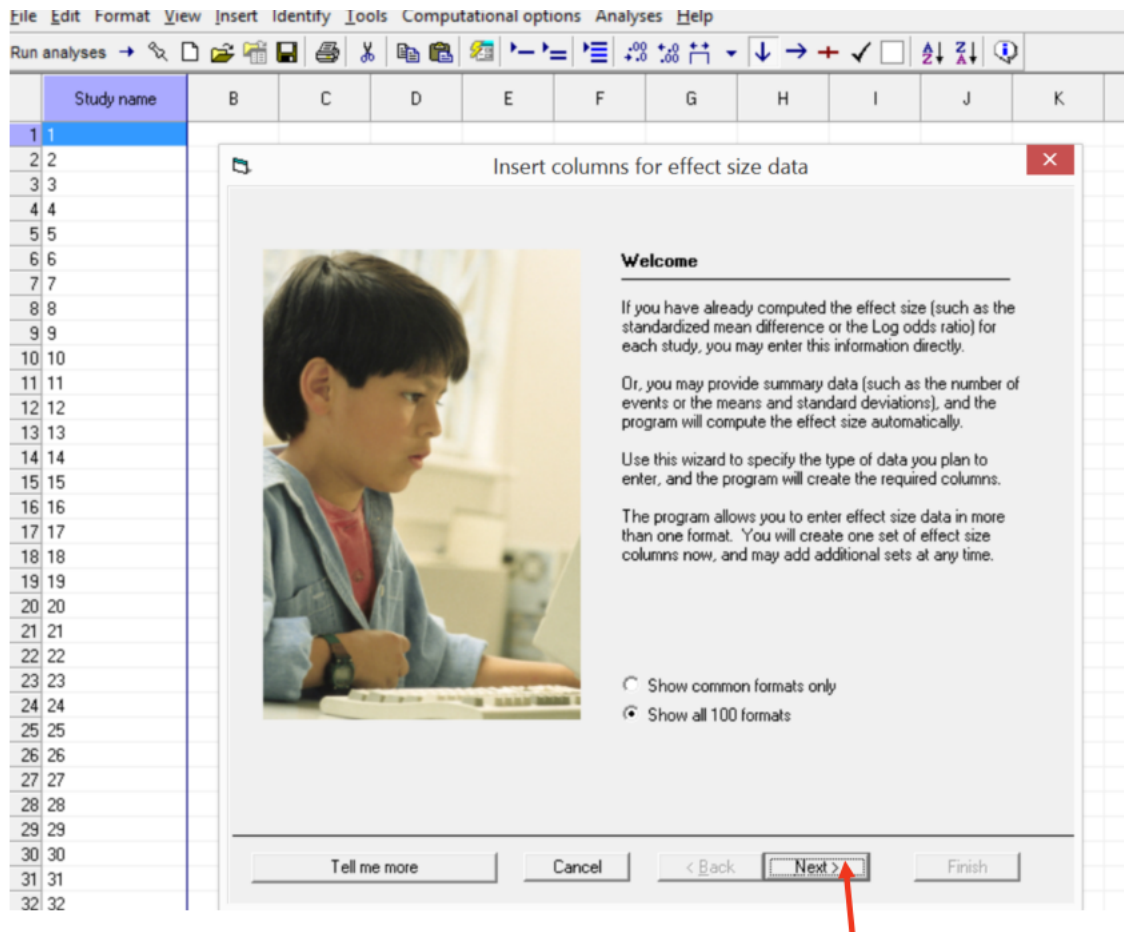 File Edit Format View Insert Identify Tools Computational options Analyses Help
Run analyses
Study name B C D E F G H I J K
1 1
2 2
3 3
4 4
5 5
6 6
7 7
8 8
9 9
10 10
11 11
12 12
13 13
14 14
15 15
16 16
17 17
18 18
19 19
20 20
21 21
22 22
23 23
24 24
25 25
26 26
27 27
28 28
29 29
30 30
31 31
32 32
Insert columns for effect size data
Welcome
If you have already computed the effect size (such as the
standardized mean difference or the Log odds ratio) for
each study, you may enter this information directly.
Or, you may provide summary data (such as the number of
events or the means and standard deviations), and the
program will compute the effect size automatically.
Use this wizard to specify the type of data you plan to
enter, and the program will create the required columns.
The program allows you to enter effect size data in more
than one format. You will create one set of effect size
columns now, and may add additional sets at any time.
Show common formats only
Show all 100 formats
Tell me more Cancel < Back Next > Finish